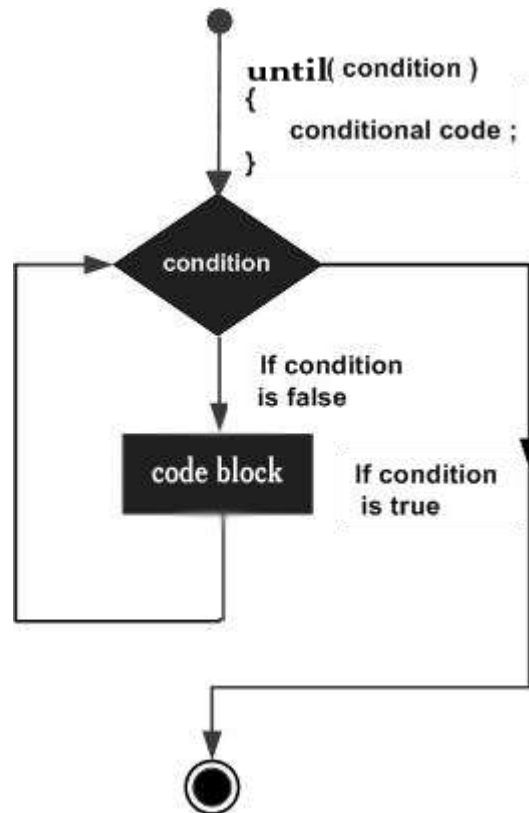 until( condition )
{
conditional code ;
}
condition
If condition
is false
code block
If condition
is true